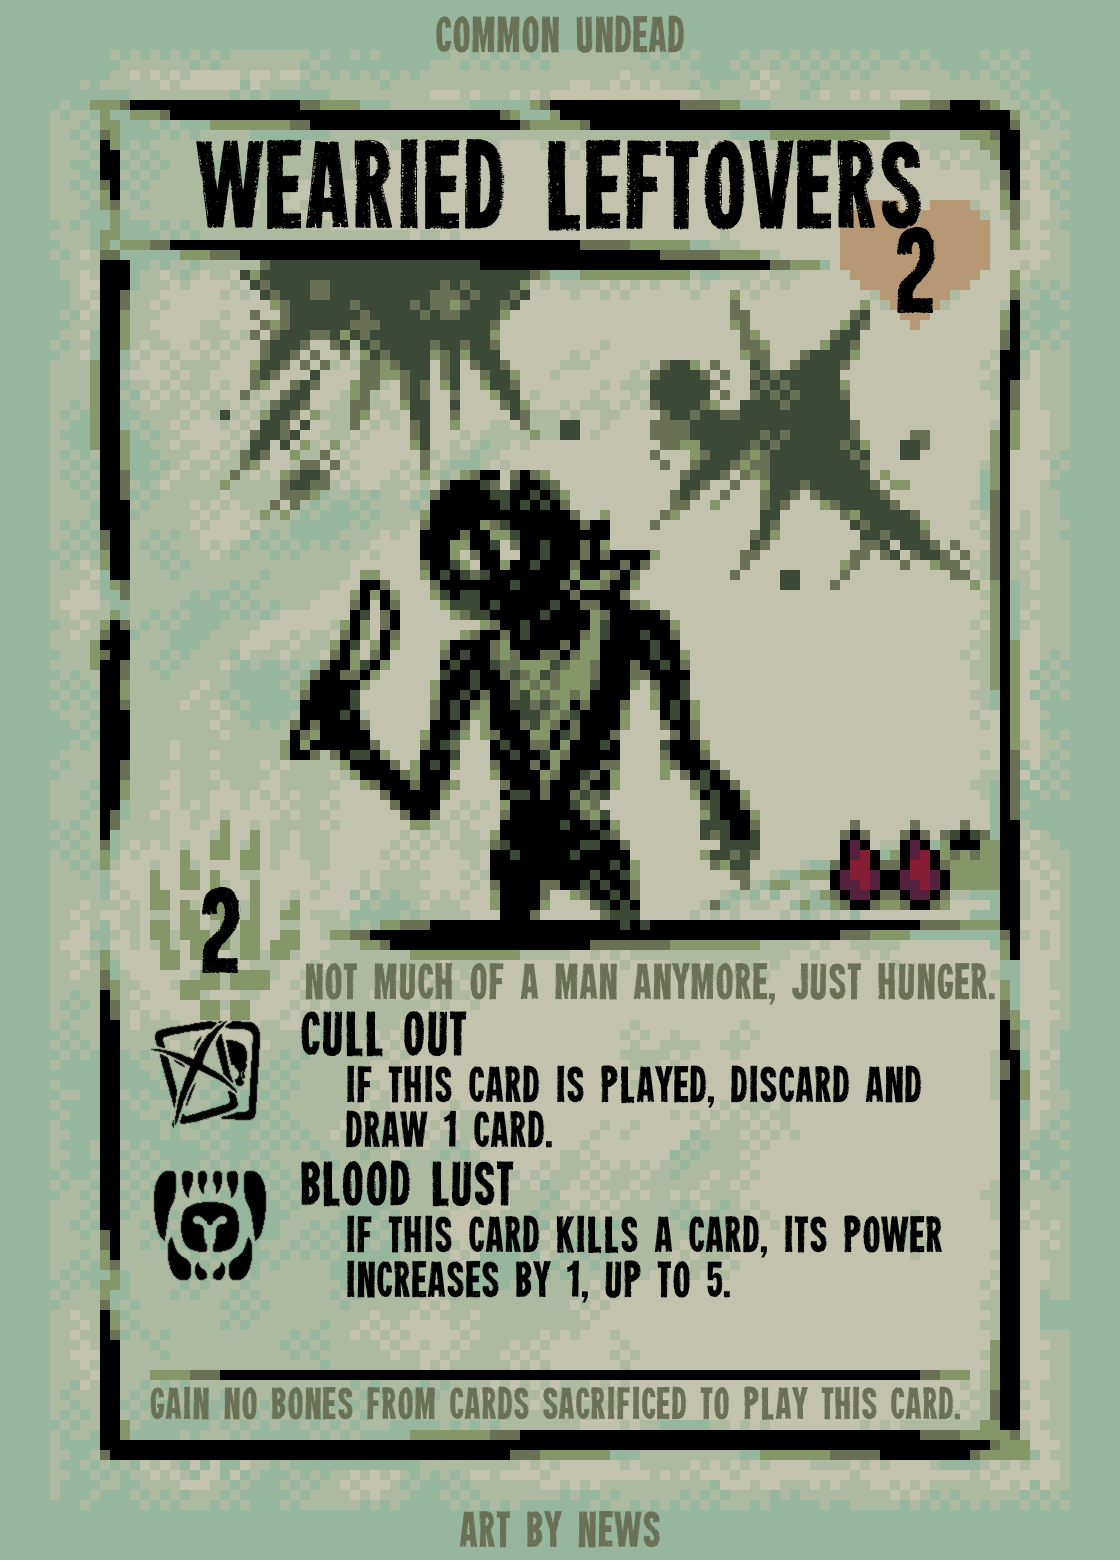 COMMON UNDEAD
WEARIED LEFTOVERS
2
2
NOT MUCH OF A MAN ANYMORE, JUST HUNGER.
CULL OUT
IF THIS CARD IS PLAYED, DISCARD AND
DRAW 1 CARD.
BLOOD LUST
IF THIS CARD KILLS A CARD, ITS POWER
INCREASES BY 1, UP TO 5.
GAIN NO BONES FROM CARDS SACRIFICED TO PLAY THIS CARD.
ART BY NEWS